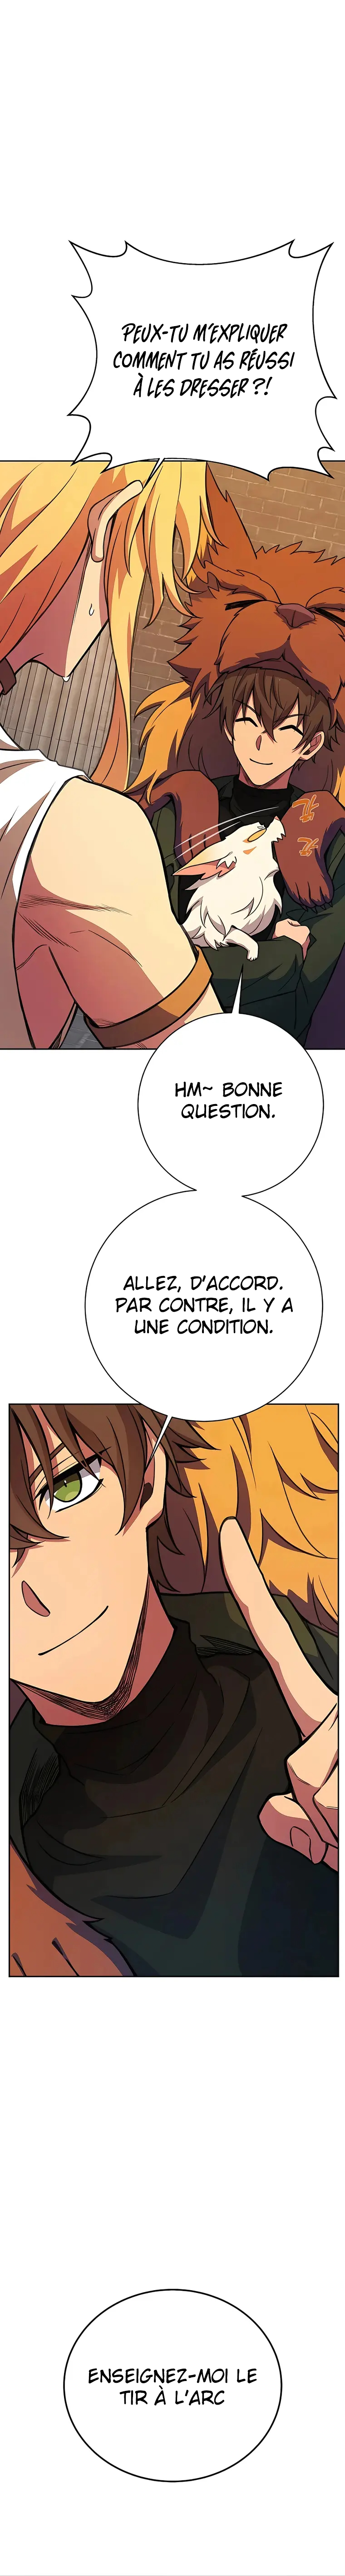 PEUX-TU M'EXPLIQUER
COMMENT TU AS RÉUSSI
À LES DRESSER ?!
HM~ BONNE
QUESTION.
ALLEZ, D'ACCORD.
PAR CONTRE, IL Y A
UNE CONDITION.
ENSEIGNEZ-MOI LE
TIR À L'ARC